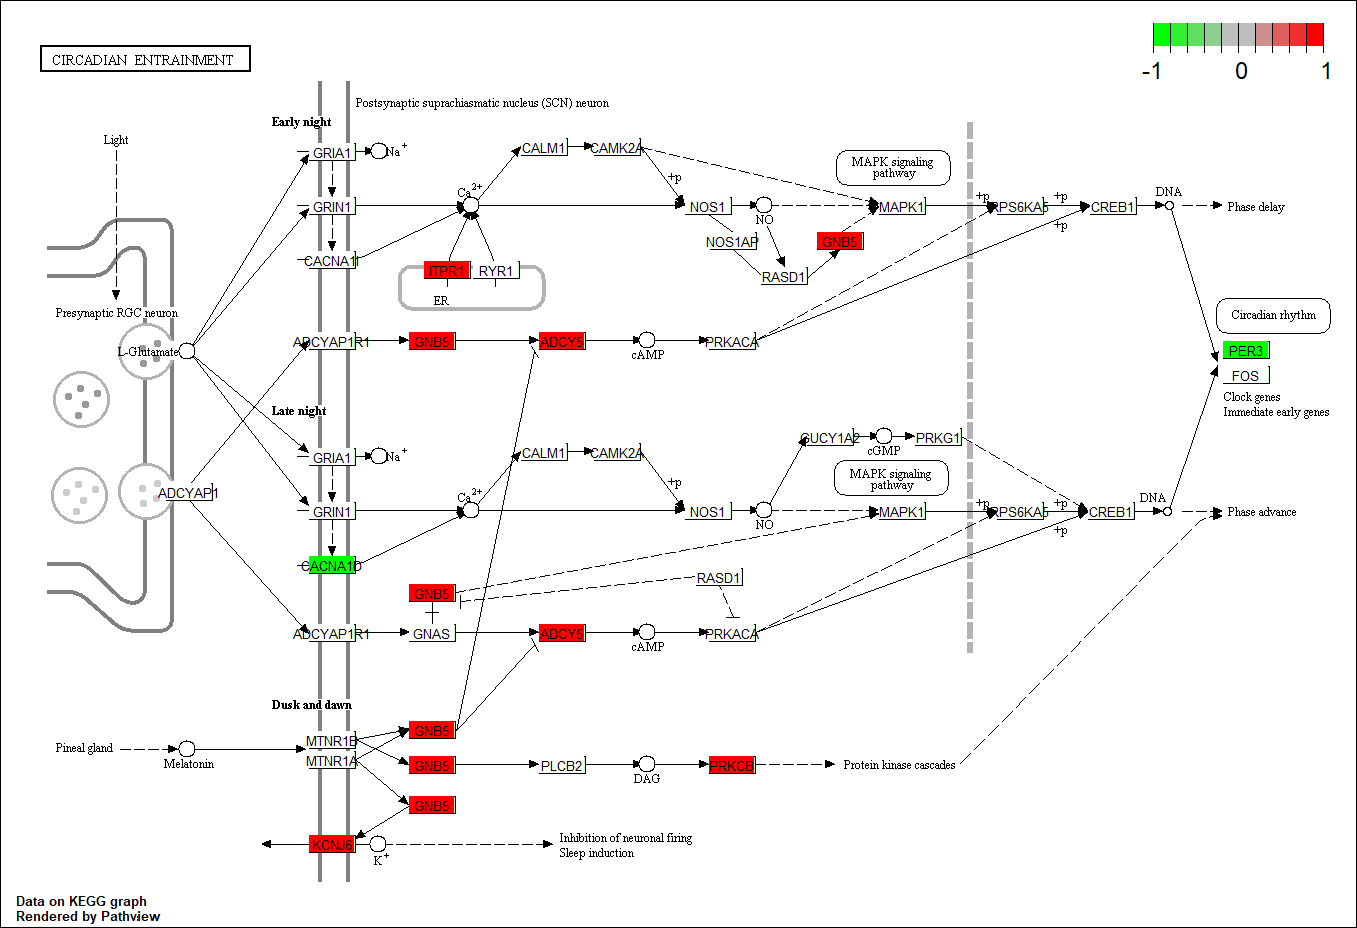 CIRCADIAN ENTRAINMENT
-1 0 1
Postsynaptic suprachiasmatic nucleus (SCN) neuron
Early night
Light
GRIA1 Na+
CALM1 CAMK2A
MAPK signaling
pathway
+p
GRIN1 Ca2+ NOS1 NO MAPK1 +p RPS6KA5 +p CREB1 DNA Phase delay
+p
CACNA1I NOS1AP GNB5
ITPR1 RYR1 RASD1
ER
Presynaptic RGC neuron
Circadian rhythm
ADCYAP1R1 GNB5 ADCY5 cAMP PRKACA
L-Glutamate
PER3
FOS
Clock genes
Immediate early genes
Late night
GUCY1A2 cGMP PRKG1
GRIA1 Na+
CALM1 CAMK2A
MAPK signaling
pathway
+p
ADCYAP1
GRIN1 Ca2+ NOS1 NO MAPK1 +p RPS6KA5 +p CREB1 DNA Phase advance
+p
CACNA1D
GNB5 RASD1
ADCYAP1R1 GNAS ADCY5 cAMP PRKACA
Dusk and dawn
GNB5
Pineal gland Melatonin MTNR1B
MTNR1A GNB5 PLCB2 DAG PRKCB Protein kinase cascades
GNB5
KCNJ6 K+ Inhibition of neuronal firing
Sleep induction
Data on KEGG graph
Rendered by Pathview